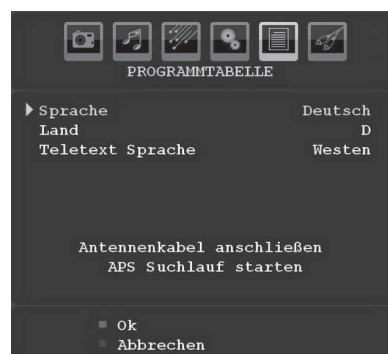 PROGRAMMTABELLE
Sprache Deutsch
Land D
Teletext Sprache Westen
Antennenkabel anschließen
APS Suchlauf starten
Ok
Abbrechen